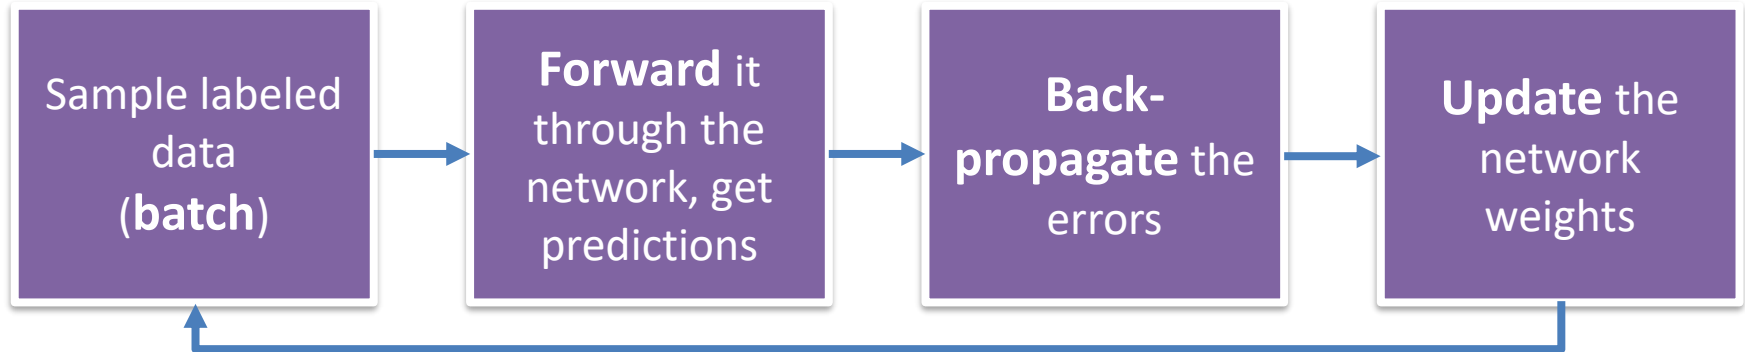 Sample labeled
data
(batch)
Forward it
through the
network, get
predictions
Back-
propagate the
errors
Update the
network
weights